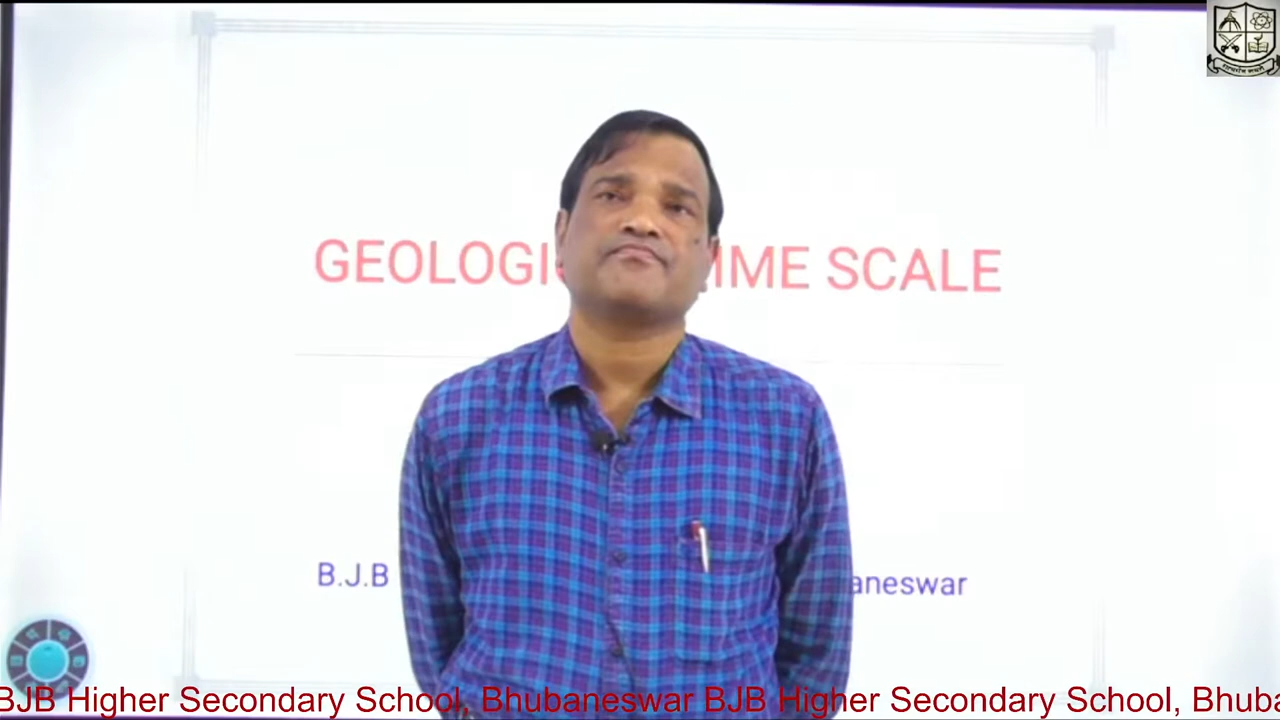 GEOLOGI IME SCALE
B.J.B aneswar
BJB Higher Secondary School, Bhubaneswar BJB Higher Secondary School, Bhuba